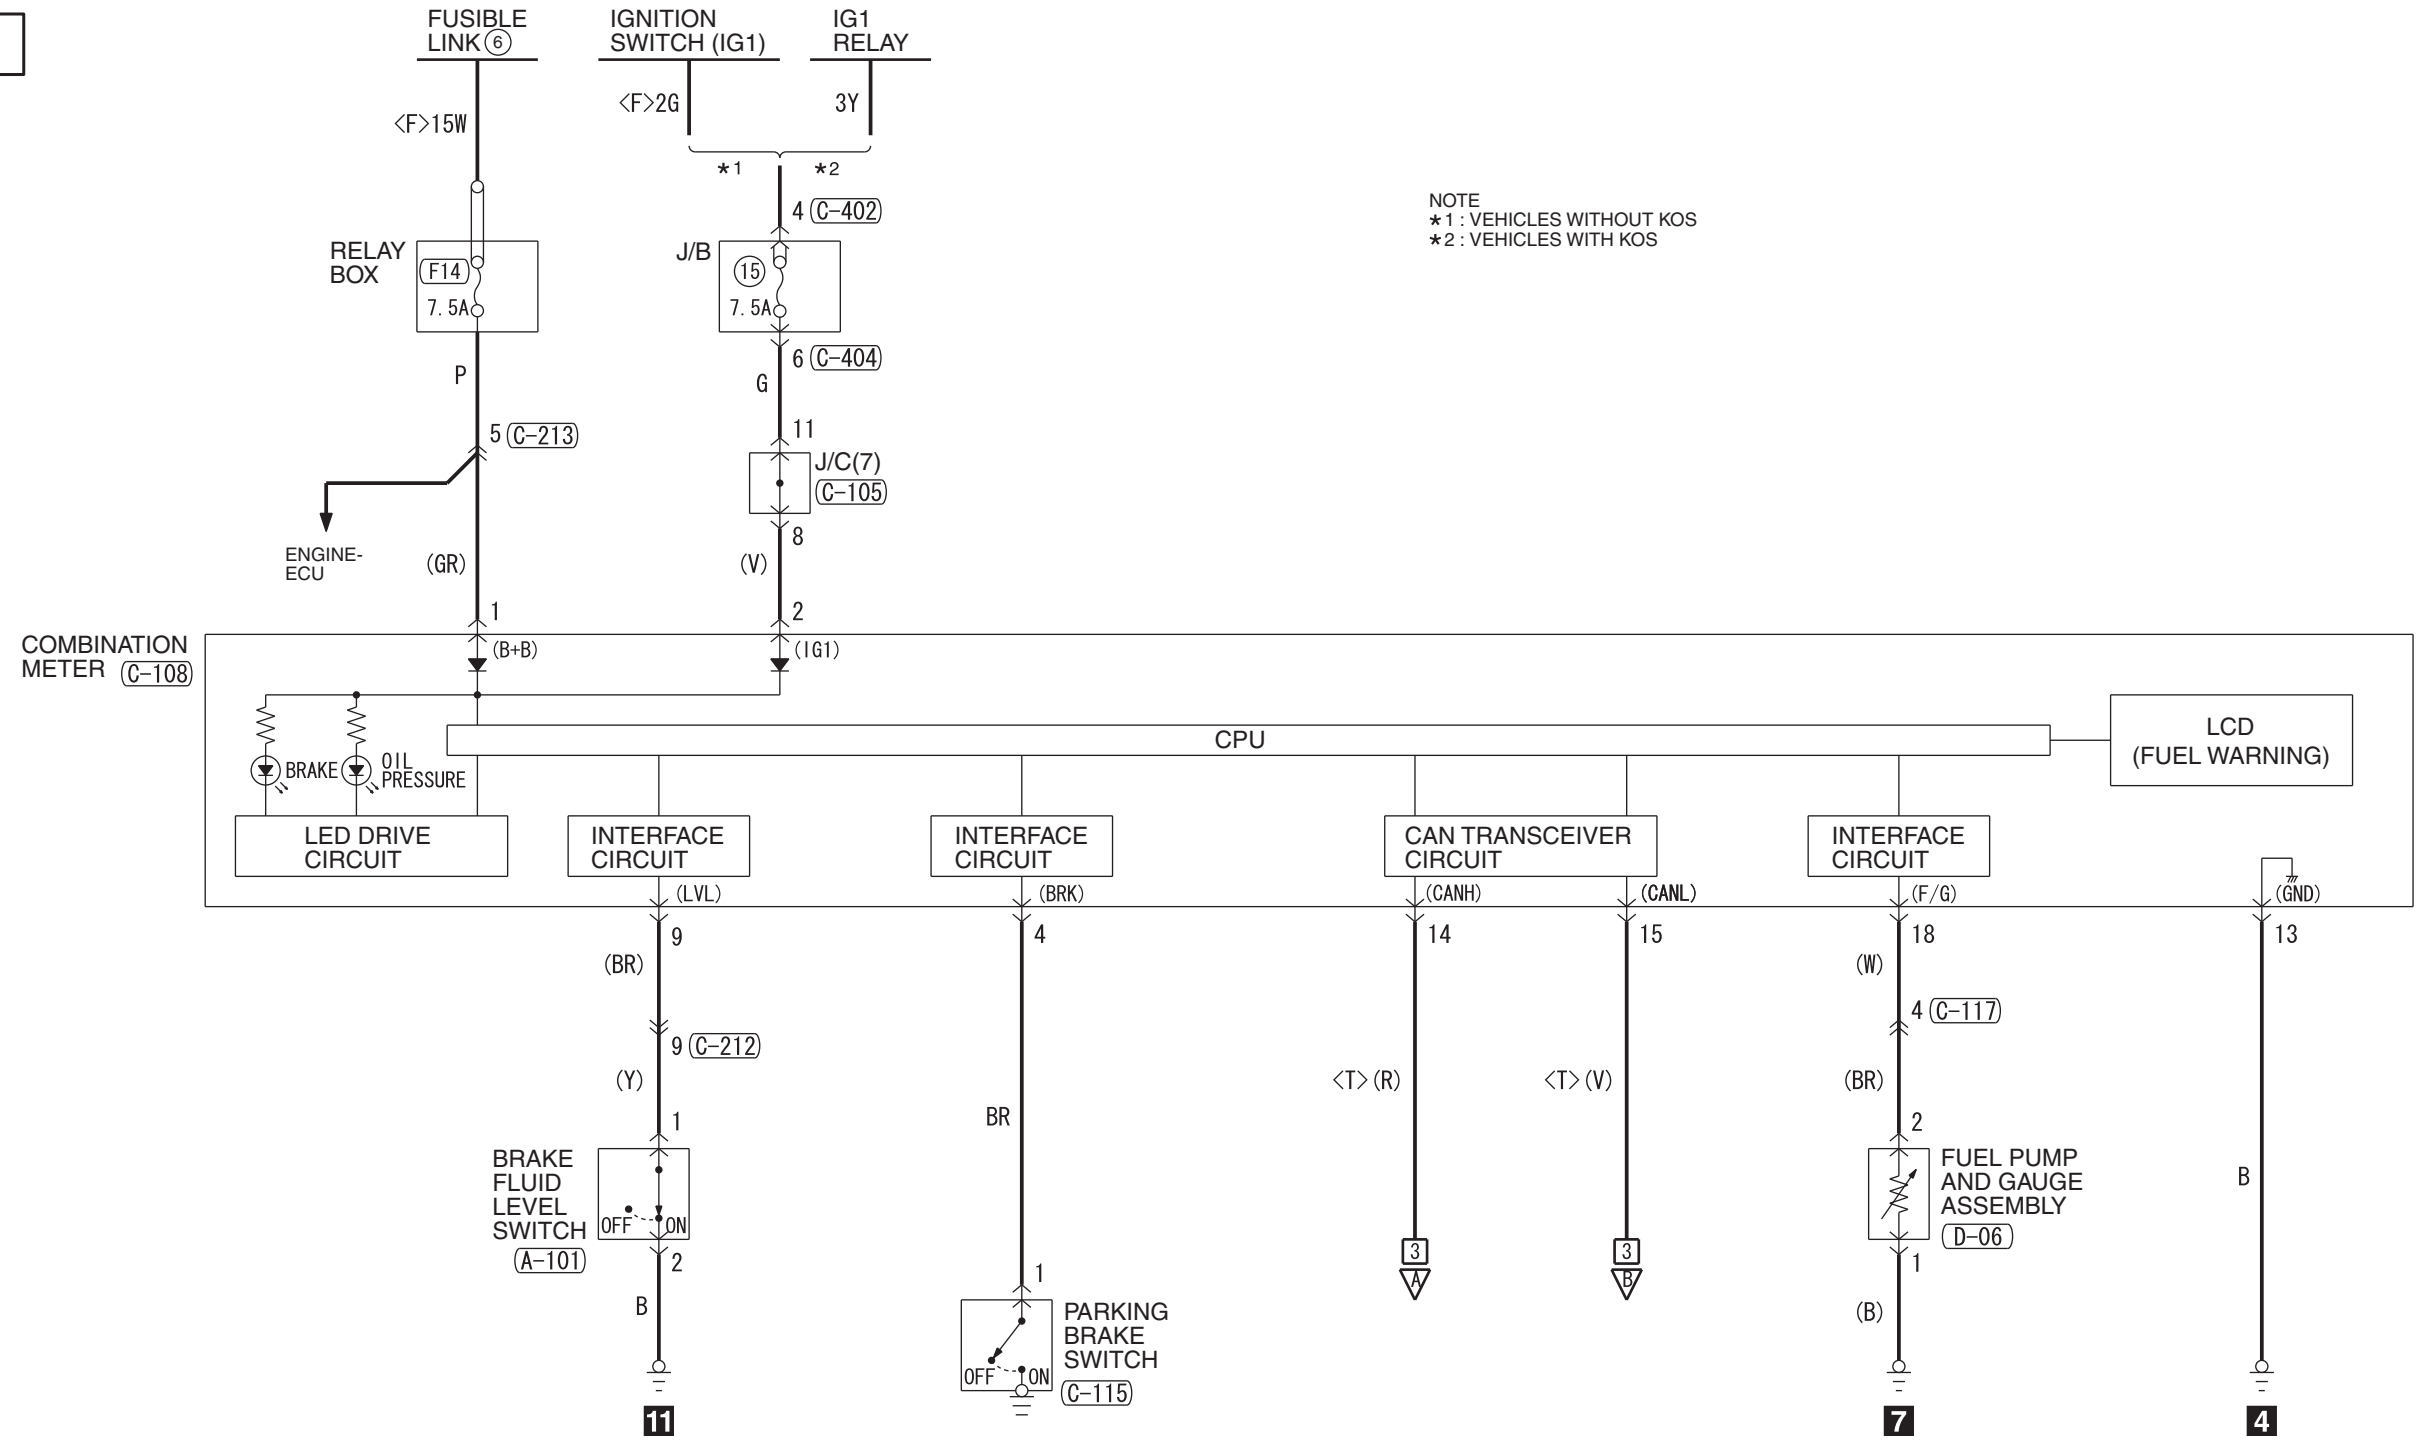 FUSIBLE
LINK 6
IGNITION
SWITCH (IG1)
IG1
RELAY
<F>15W
<F>2G
3Y
*1
*2
4 C-402
NOTE
*1 : VEHICLES WITHOUT KOS
*2 : VEHICLES WITH KOS
RELAY
BOX
F14
7.5A
J/B
15
7.5A
6 C-404
P
G
5 C-213
11
J/C(7)
C-105
8
ENGINE-
ECU
(GR)
(V)
1
2
COMBINATION
METER C-108
(B+B)
(IG1)
CPU
LCD
(FUEL WARNING)
BRAKE
OIL
PRESSURE
LED DRIVE
CIRCUIT
INTERFACE
CIRCUIT
INTERFACE
CIRCUIT
CAN TRANSCEIVER
CIRCUIT
INTERFACE
CIRCUIT
(LVL)
(BRK)
(CANH)
(CANL)
(F/G)
(GND)
9
4
14
15
18
13
(BR)
(W)
9 C-212
4 C-117
(Y)
BR
<T>(R)
<T>(V)
(BR)
B
1
2
BRAKE
FLUID
LEVEL
SWITCH
A-101
OFF
ON
2
B
11
1
PARKING
BRAKE
SWITCH
C-115
OFF
ON
3
A
3
B
FUEL PUMP
AND GAUGE
ASSEMBLY
D-06
1
(B)
7
4